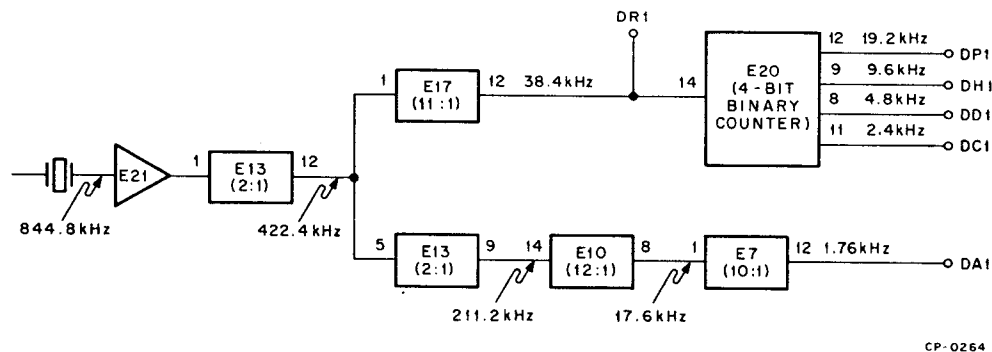 DR1
1
E17
(11:1)
12
38.4kHz
14
E20
(4-BIT
BINARY
COUNTER)
12
19.2kHz
DP1
9
9.6kHz
DH1
8
4.8kHz
DD1
11
2.4kHz
DC1
E21
1
E13
(2:1)
12
844.8kHz
422.4kHz
5
E13
(2:1)
9
14
E10
(12:1)
8
1
E7
(10:1)
12
1.76kHz
DA1
211.2kHz
17.6kHz
CP-0264